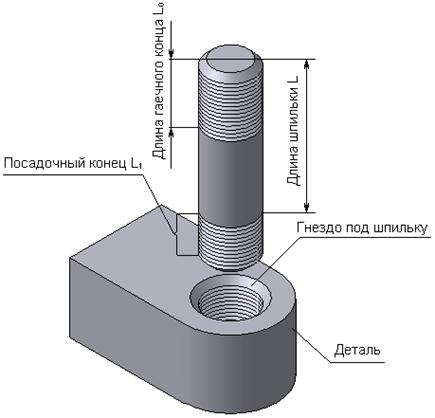 Длина гаечного конца L₀
Длина шпильки L
Посадочный конец L₁
Гнездо под шпильку
Деталь